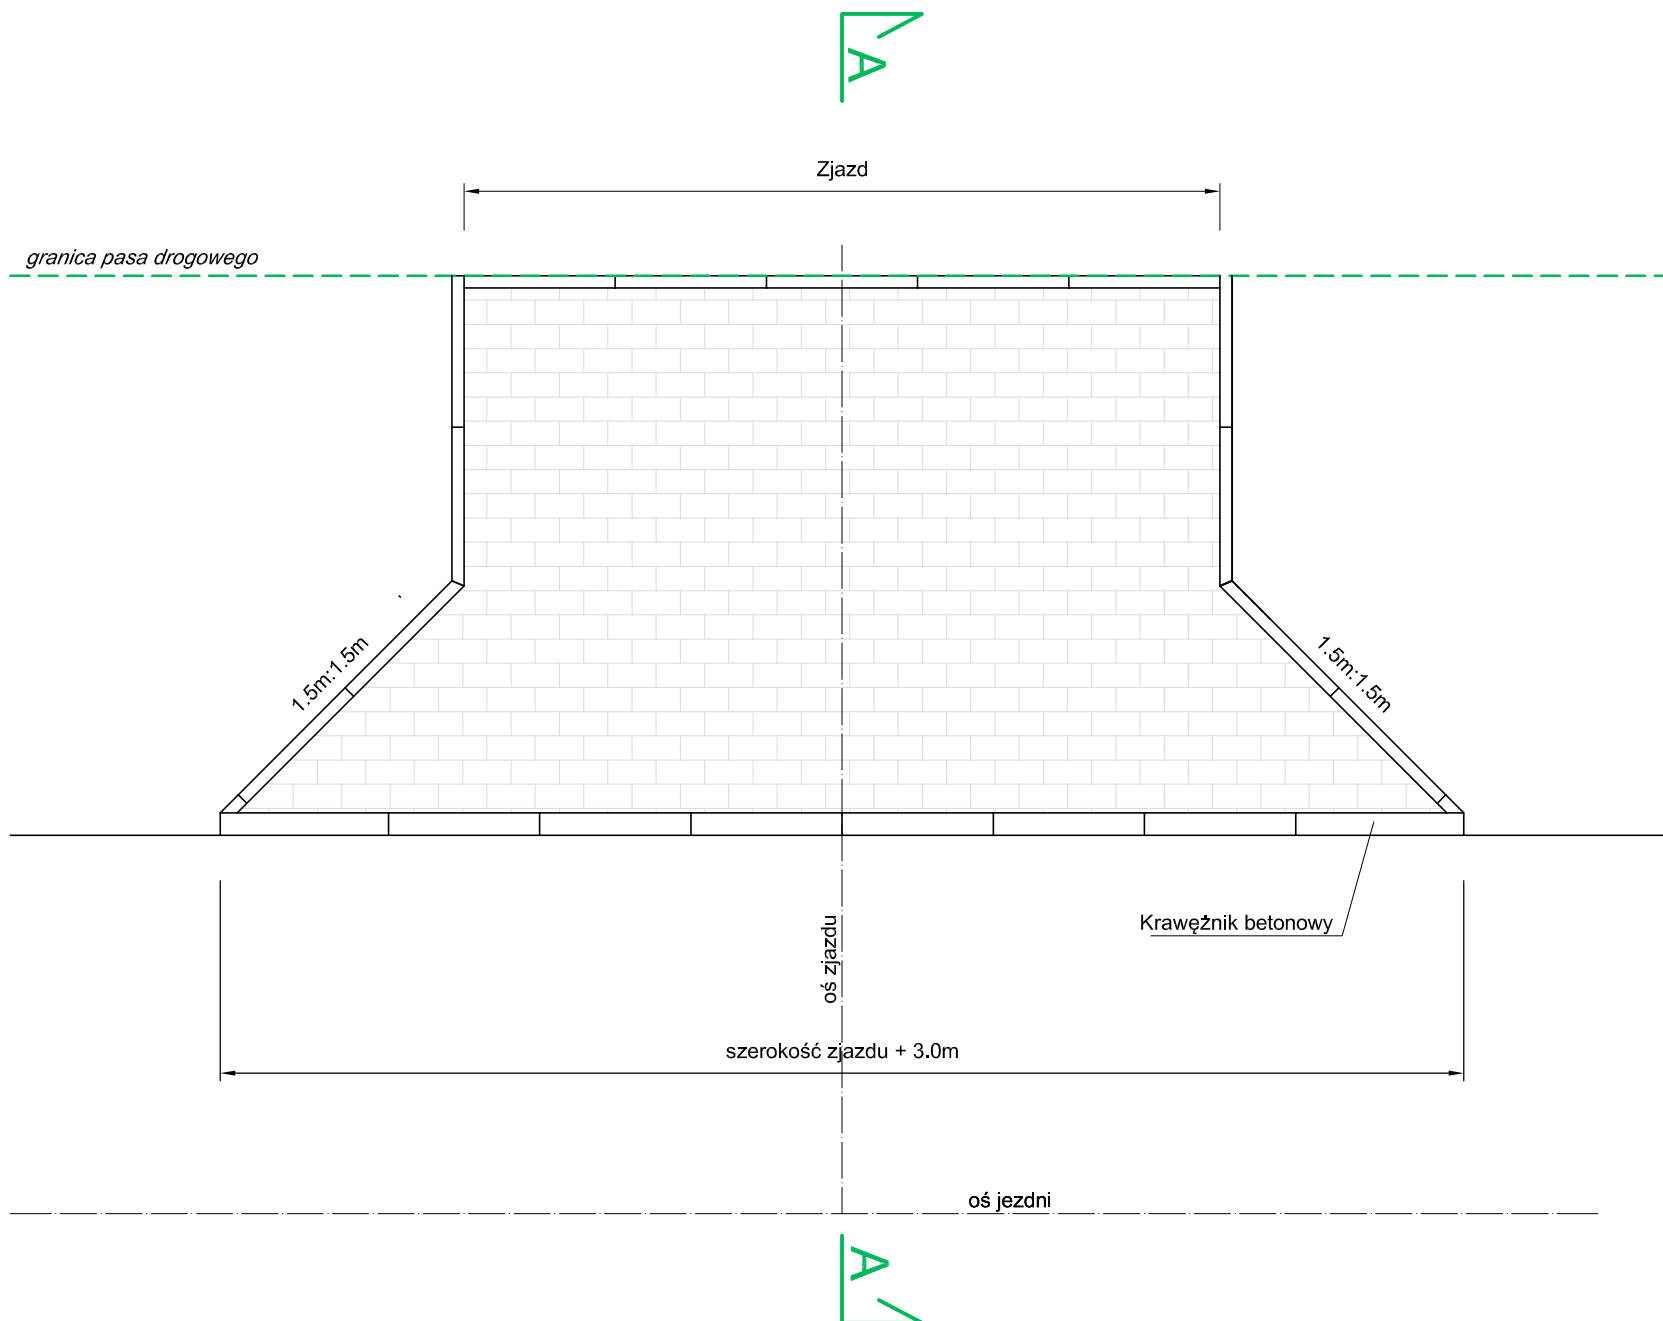 A
Zjazd
granica pasa drogowego
1.5m:1.5m
1.5m:1.5m
Krawężnik betonowy
oś zjazdu
szerokość zjazdu + 3.0m
oś jezdni
A